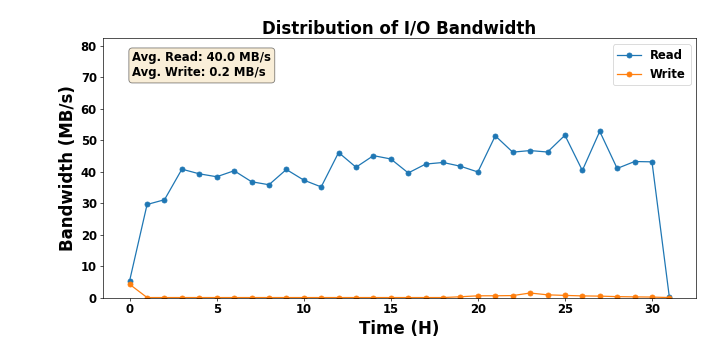 Distribution of I/O Bandwidth
Avg. Read: 40.0 MB/s
Avg. Write: 0.2 MB/s
Read
Write
Bandwidth (MB/s)
80
70
60
50
40
30
20
10
0
0 5 10 15 20 25 30
Time (H)